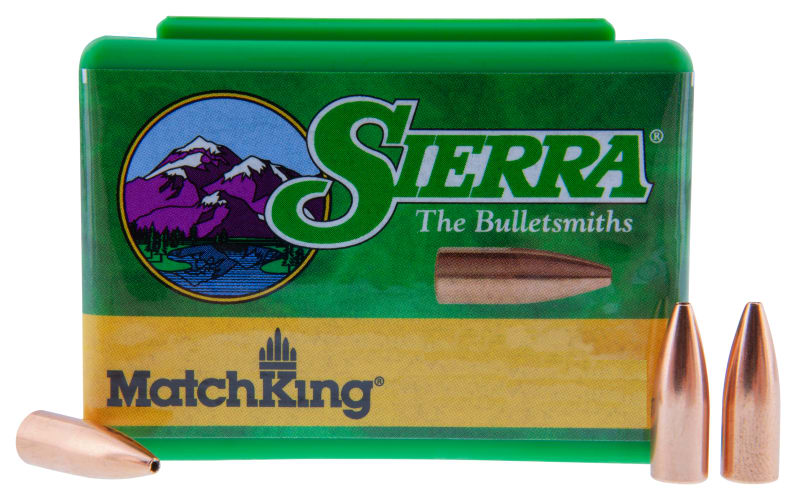 SIERRA®
The Bulletsmiths
MatchKing®